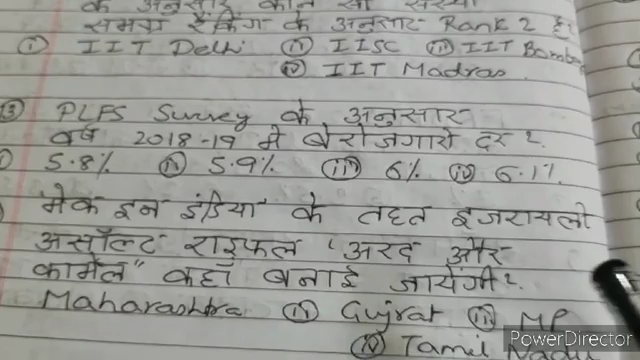 के अनुसार कौन सी संस्था
समग्र रैंकिंग के अनुसार Rank 2 है?
① IIT Delhi ⓘⓘ IISC ⓘⓘⓘ IIT Bombay
ⓘⓥ IIT Madras
③ PLFS Survey के अनुसार
वर्ष 2018-19 मे बेरोजगारी दर ?
5.8% ⓘⓘ 5.9% ⓘⓘⓘ 6% ⓘⓥ 6.1%
मेक इन इंडिया के तहत इजरायली
असॉल्ट राइफल 'अरद और
कार्मेल" कहाँ बनाई जायेंगी ?
Maharashtra ⓘⓘ Gujrat ⓘⓘⓘ MP
ⓘⓥ Tamil Nadu
PowerDirector